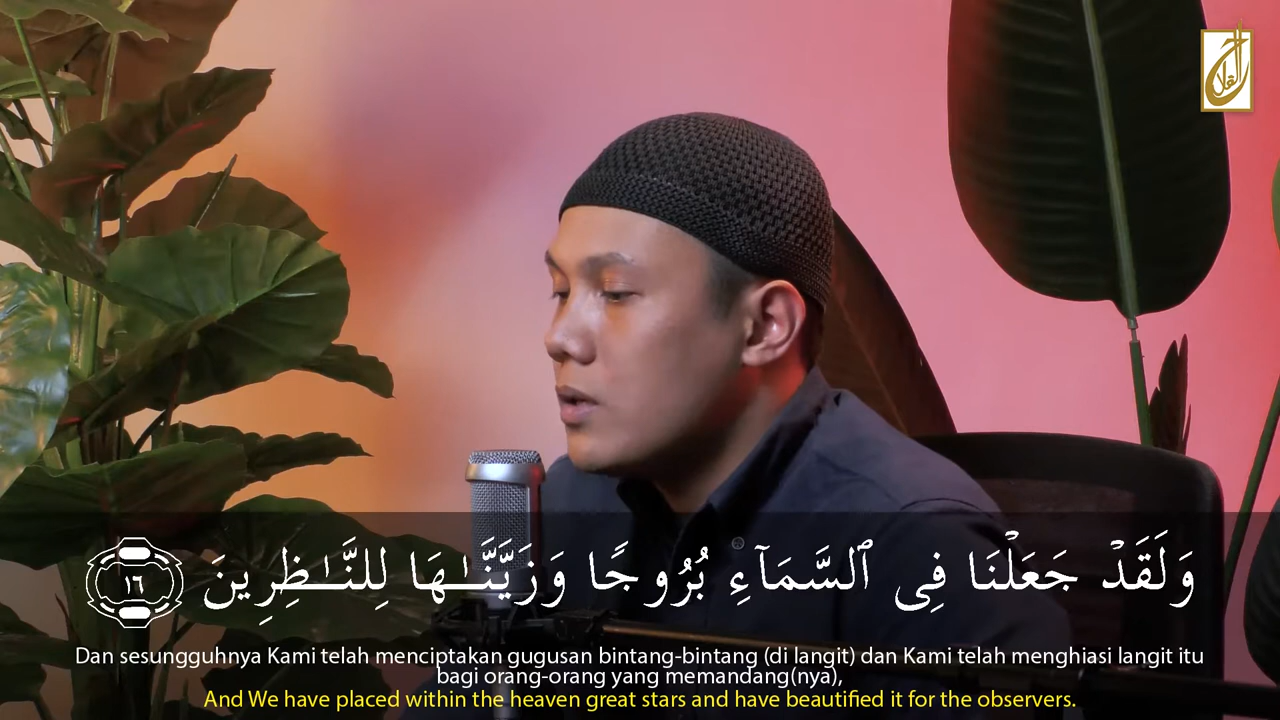 وَلَقَدْ جَعَلْنَا فِى ٱلسَّمَآءِ بُرُوجًا وَزَيَّنَّـٰهَا لِلنَّـٰظِرِينَ ١٦
Dan sesungguhnya Kami telah menciptakan gugusan bintang-bintang (di langit) dan Kami telah menghiasi langit itu
bagi orang-orang yang memandang(nya),
And We have placed within the heaven great stars and have beautified it for the observers.